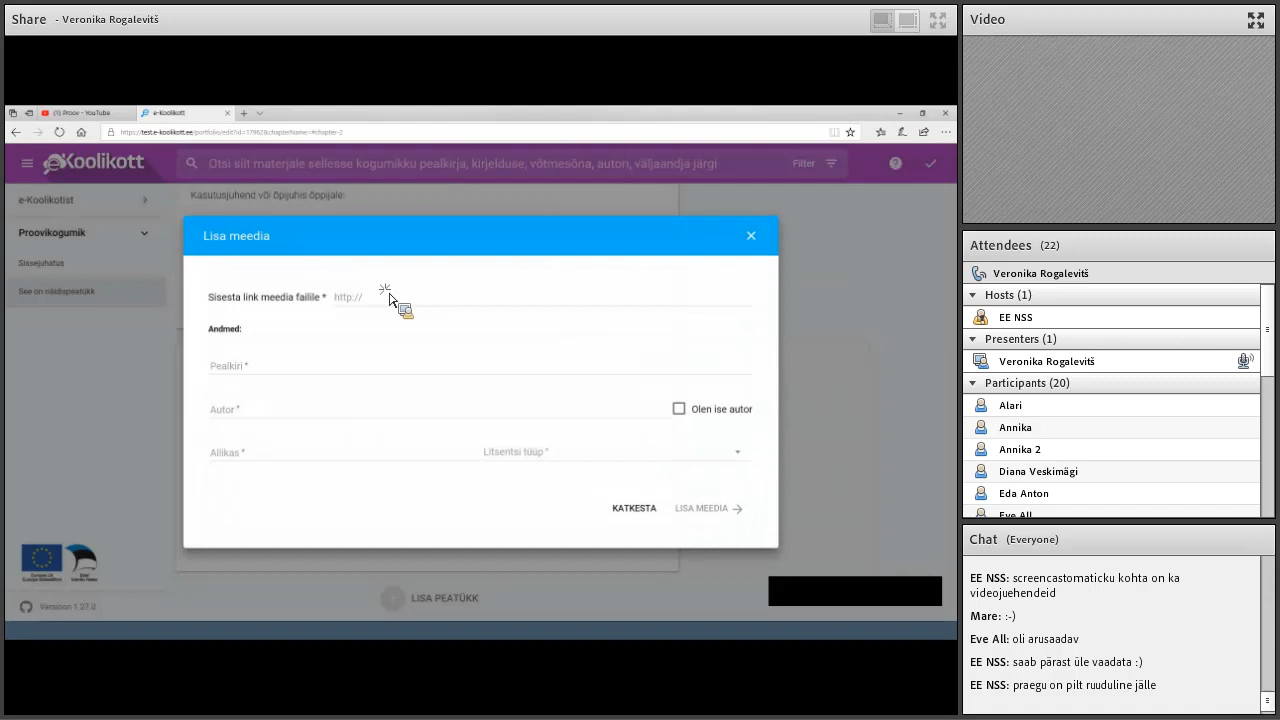 Share - Veronika Rogalevitš
(1) Proov - YouTube
e-Koolikott
https://test.e-koolikott.ee/portfolio/edit?id=17962&chapterName=#chapter-2
eKoolikott
Otsi siit materjale sellesse kogumikku pealkirja, kirjelduse, võtmesõna, autori, väljaandja järgi
Filter
e-Koolikotist
Proovikogumik
Sissejuhatus
See on näidispeatükk
Kasutusjuhend või õpijuhis õppijale:
Lisa meedia
Sisesta link meedia failile * http://
Andmed:
Pealkiri *
Autor *
Olen ise autor
Allikas *
Litsentsi tüüp *
KATKESTA
LISA MEEDIA
LISA PEATÜKK
Versioon 1.27.0
Video
Attendees (22)
Veronika Rogalevitš
Hosts (1)
EE NSS
Presenters (1)
Veronika Rogalevitš
Participants (20)
Alari
Annika
Annika 2
Diana Veskimägi
Eda Anton
Eve All
Chat (Everyone)
EE NSS: screencastomaticku kohta on ka
videojuehendeid
Mare: :-)
Eve All: oli arusaadav
EE NSS: saab pärast üle vaadata :)
EE NSS: praegu on pilt ruuduline jälle